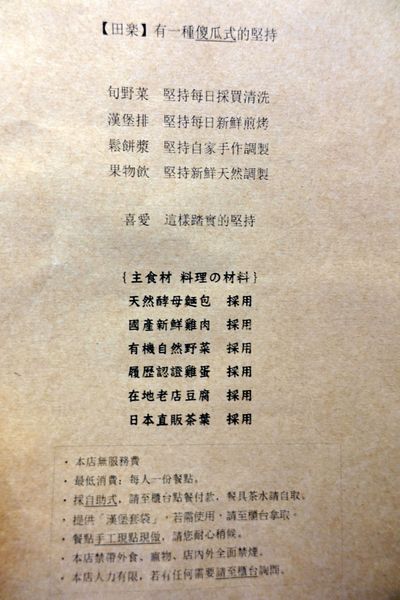 【田楽】有一種傻瓜式的堅持
旬野菜 堅持每日採買清洗
漢堡排 堅持每日新鮮煎烤
鬆餅漿 堅持自家手作調製
果物飲 堅持新鮮天然調製
喜愛 這樣踏實的堅持
{主食材 料理の材料}
天然酵母麵包 採用
國產新鮮雞肉 採用
有機自然野菜 採用
履歷認證雞蛋 採用
在地老店豆腐 採用
日本直販茶葉 採用
・本店無服務費
・最低消費：每人一份餐點。
・採自助式，請至櫃台點餐付款，餐具茶水請自取。
・提供「漢堡套袋」，若需使用，請至櫃台拿取。
・餐點手工現點現做，請您耐心稍候。
・本店禁帶外食、寵物、店內外全面禁煙。
・本店人力有限，若有任何需要請至櫃台詢問。